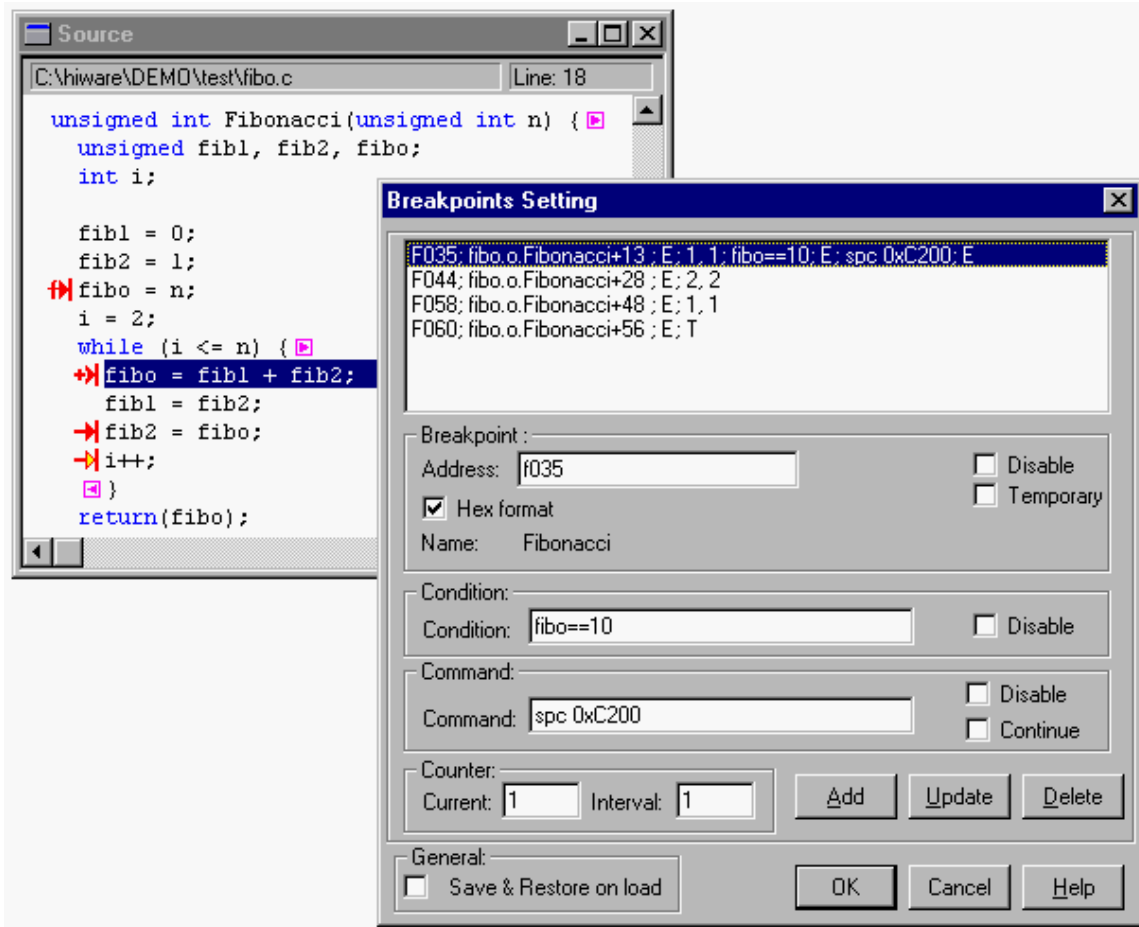 Source
C:\hiware\DEMO\test\fibo.c
Line: 18
unsigned int Fibonacci(unsigned int n) {
unsigned fib1, fib2, fibo;
int i;
fib1 = 0;
fib2 = 1;
fibo = n;
i = 2;
while (i <= n) {
fibo = fib1 + fib2;
fib1 = fib2;
fib2 = fibo;
i++;
}
return(fibo);
Breakpoints Setting
F035; fibo.o.Fibonacci+13 ; E; 1, 1; fibo==10; E; spc 0xC200; E
F044; fibo.o.Fibonacci+28 ; E; 2, 2
F058; fibo.o.Fibonacci+48 ; E; 1, 1
F060; fibo.o.Fibonacci+56 ; E; T
Breakpoint :
Address: f035
Disable
Hex format
Temporary
Name: Fibonacci
Condition:
Condition: fibo==10
Disable
Command:
Command: spc 0xC200
Disable
Continue
Counter:
Current: 1 Interval: 1
Add Update Delete
General:
Save & Restore on load
OK Cancel Help